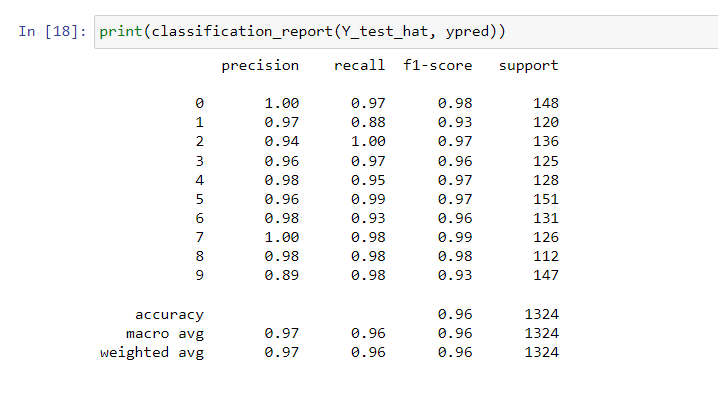 In [18]: print(classification_report(Y_test_hat, ypred))
precision recall f1-score support
0 1.00 0.97 0.98 148
1 0.97 0.88 0.93 120
2 0.94 1.00 0.97 136
3 0.96 0.97 0.96 125
4 0.98 0.95 0.97 128
5 0.96 0.99 0.97 151
6 0.98 0.93 0.96 131
7 1.00 0.98 0.99 126
8 0.98 0.98 0.98 112
9 0.89 0.98 0.93 147
accuracy 0.96 1324
macro avg 0.97 0.96 0.96 1324
weighted avg 0.97 0.96 0.96 1324